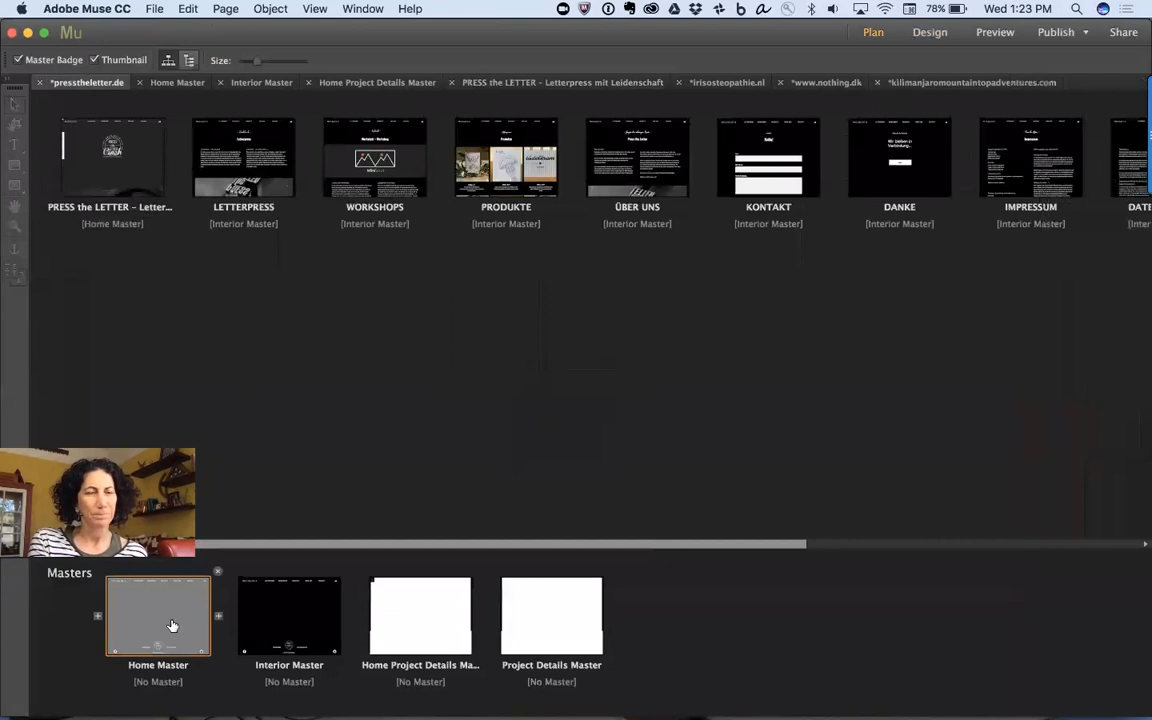 Adobe Muse CC File Edit Page Object View Window Help 78% Wed 1:23 PM
Mu Plan Design Preview Publish Share
Master Badge Thumbnail Size:
*presstheletter.de Home Master Interior Master Home Project Details Master PRESS the LETTER - Letterpress mit Leidenschaft *irisosteopathie.nl *www.nothing.dk *kilimanjaromountaintopadventures.com
PRESS the LETTER - Letter... LETTERPRESS WORKSHOPS PRODUKTE ÜBER UNS KONTAKT DANKE IMPRESSUM DATE
[Home Master] [Interior Master] [Interior Master] [Interior Master] [Interior Master] [Interior Master] [Interior Master] [Interior Master] [Inter
Masters
Home Master Interior Master Home Project Details Ma... Project Details Master
[No Master] [No Master] [No Master] [No Master]